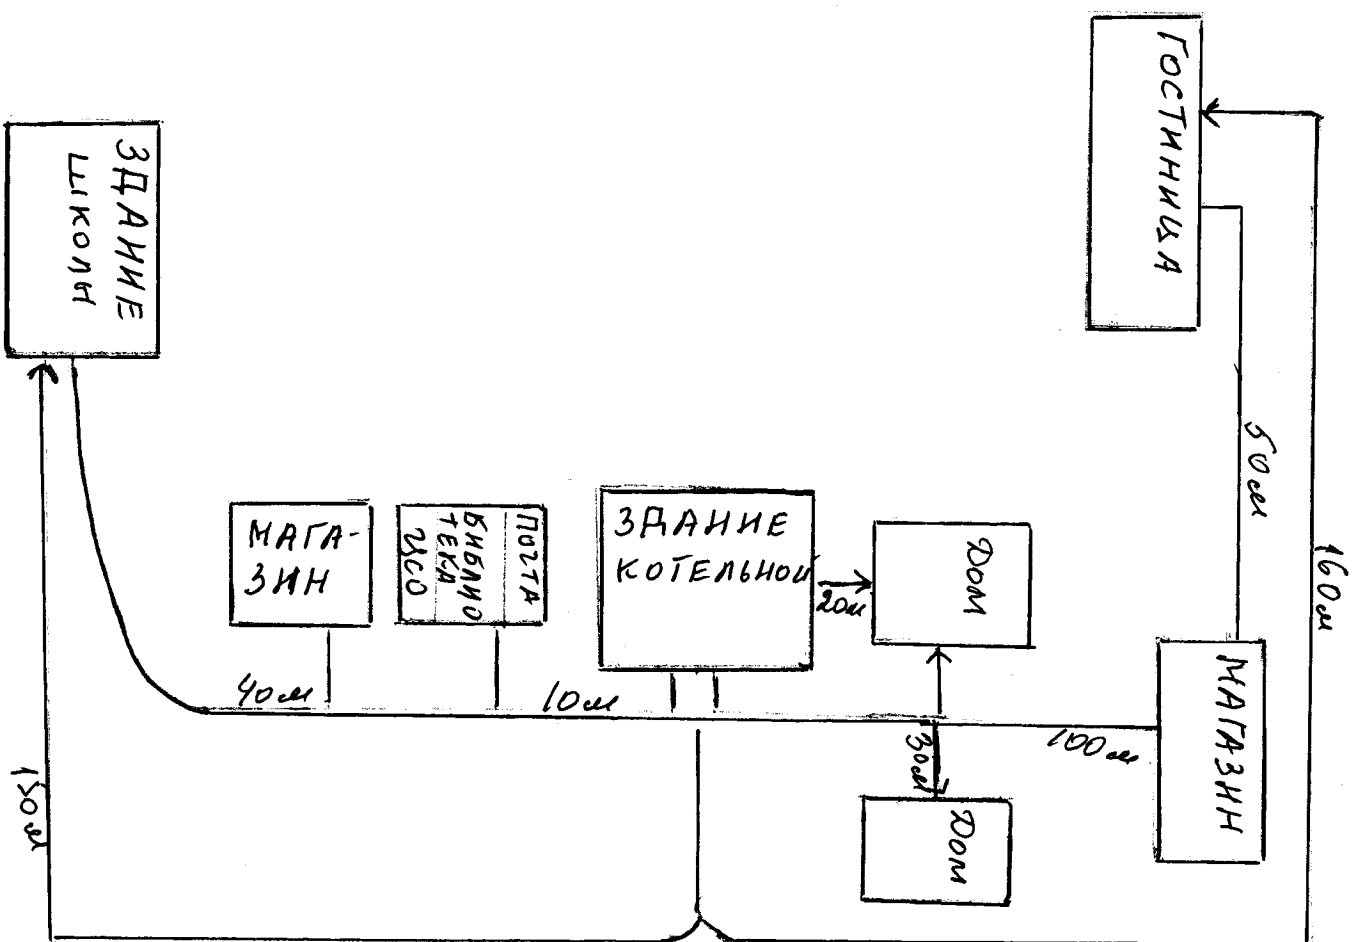 ГОСТИНИЦА
ЗДАНИЕ
ШКОЛЫ
50м
МАГА-
ЗИН
ПОЧТА
БИБЛИО
ТЕКА
ЦСО
ЗДАНИЕ
КОТЕЛЬНОЙ
20м
Дом
160м
МАГАЗИН
40м
10м
30м
100м
150м
Дом